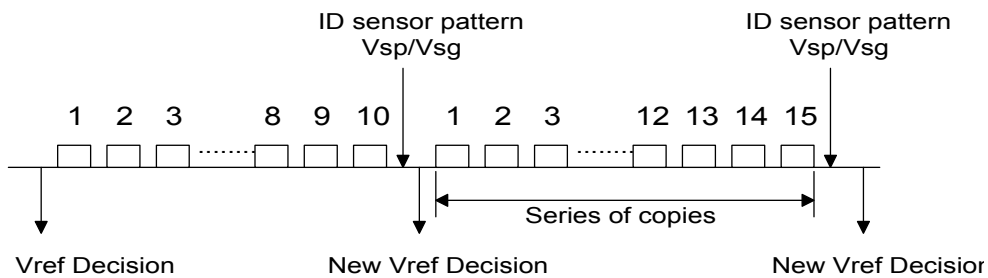 ID sensor pattern
Vsp/Vsg
ID sensor pattern
Vsp/Vsg
1 2 3 8 9 10 1 2 3 12 13 14 15
Series of copies
Vref Decision New Vref Decision New Vref Decision